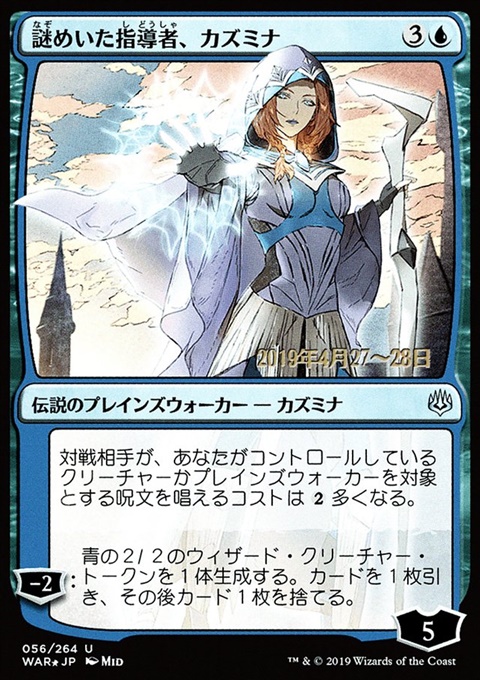 なぞ しどうしゃ
謎めいた指導者、カズミナ 3
2019年4月27～28日
伝説のプレインズウォーカー ― カズミナ
対戦相手が、あなたがコントロールしている
クリーチャーかプレインズウォーカーを対象
とする呪文を唱えるコストは 2 多くなる。
-2 : 青の2/2のウィザード・クリーチャー・
トークンを1体生成する。カードを1枚引
き、その後カード1枚を捨てる。
5
056/264 U
WAR★JP MID
™ & © 2019 Wizards of the Coast